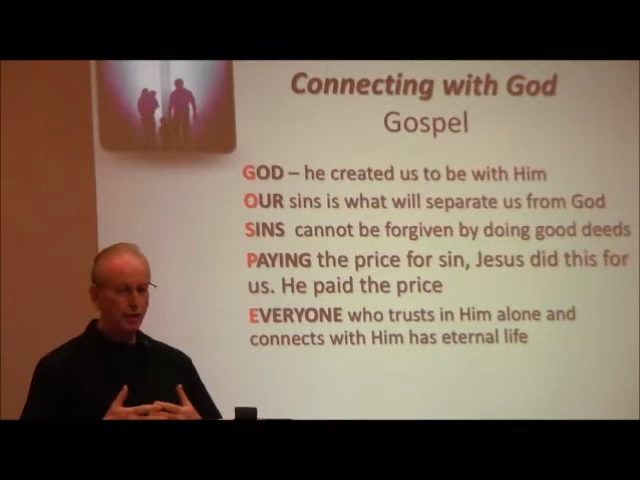 Connecting with God
Gospel
GOD – he created us to be with Him
OUR sins is what will separate us from God
SINS cannot be forgiven by doing good deeds
PAYING the price for sin, Jesus did this for
us. He paid the price
EVERYONE who trusts in Him alone and
connects with Him has eternal life